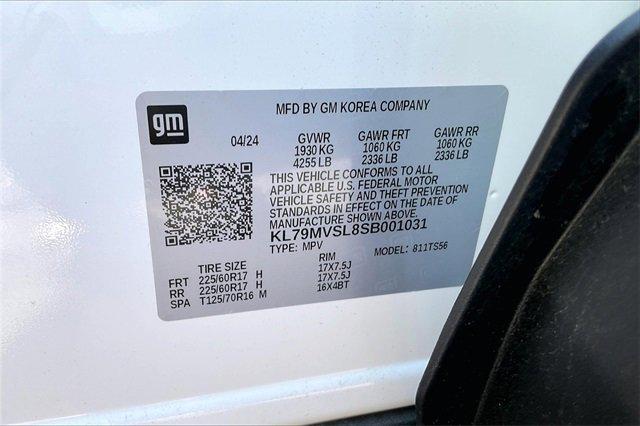 gm
MFD BY GM KOREA COMPANY
04/24 GVWR GAWR FRT GAWR RR
1930 KG 1060 KG 1060 KG
4255 LB 2336 LB 2336 LB
THIS VEHICLE CONFORMS TO ALL
APPLICABLE U.S. FEDERAL MOTOR
VEHICLE SAFETY AND THEFT PREVENTION
STANDARDS IN EFFECT ON THE DATE OF
MANUFACTURE SHOWN ABOVE.
KL79MVSL8SB001031
TYPE: MPV MODEL: 811TS56
TIRE SIZE RIM
FRT 225/60R17 H 17X7.5J
RR 225/60R17 H 17X7.5J
SPA T125/70R16 M 16X4BT